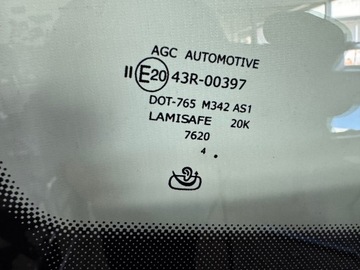 AGC AUTOMOTIVE
II E20 43R-00397
DOT-765 M342 AS1
LAMISAFE 20K
7620
4 .